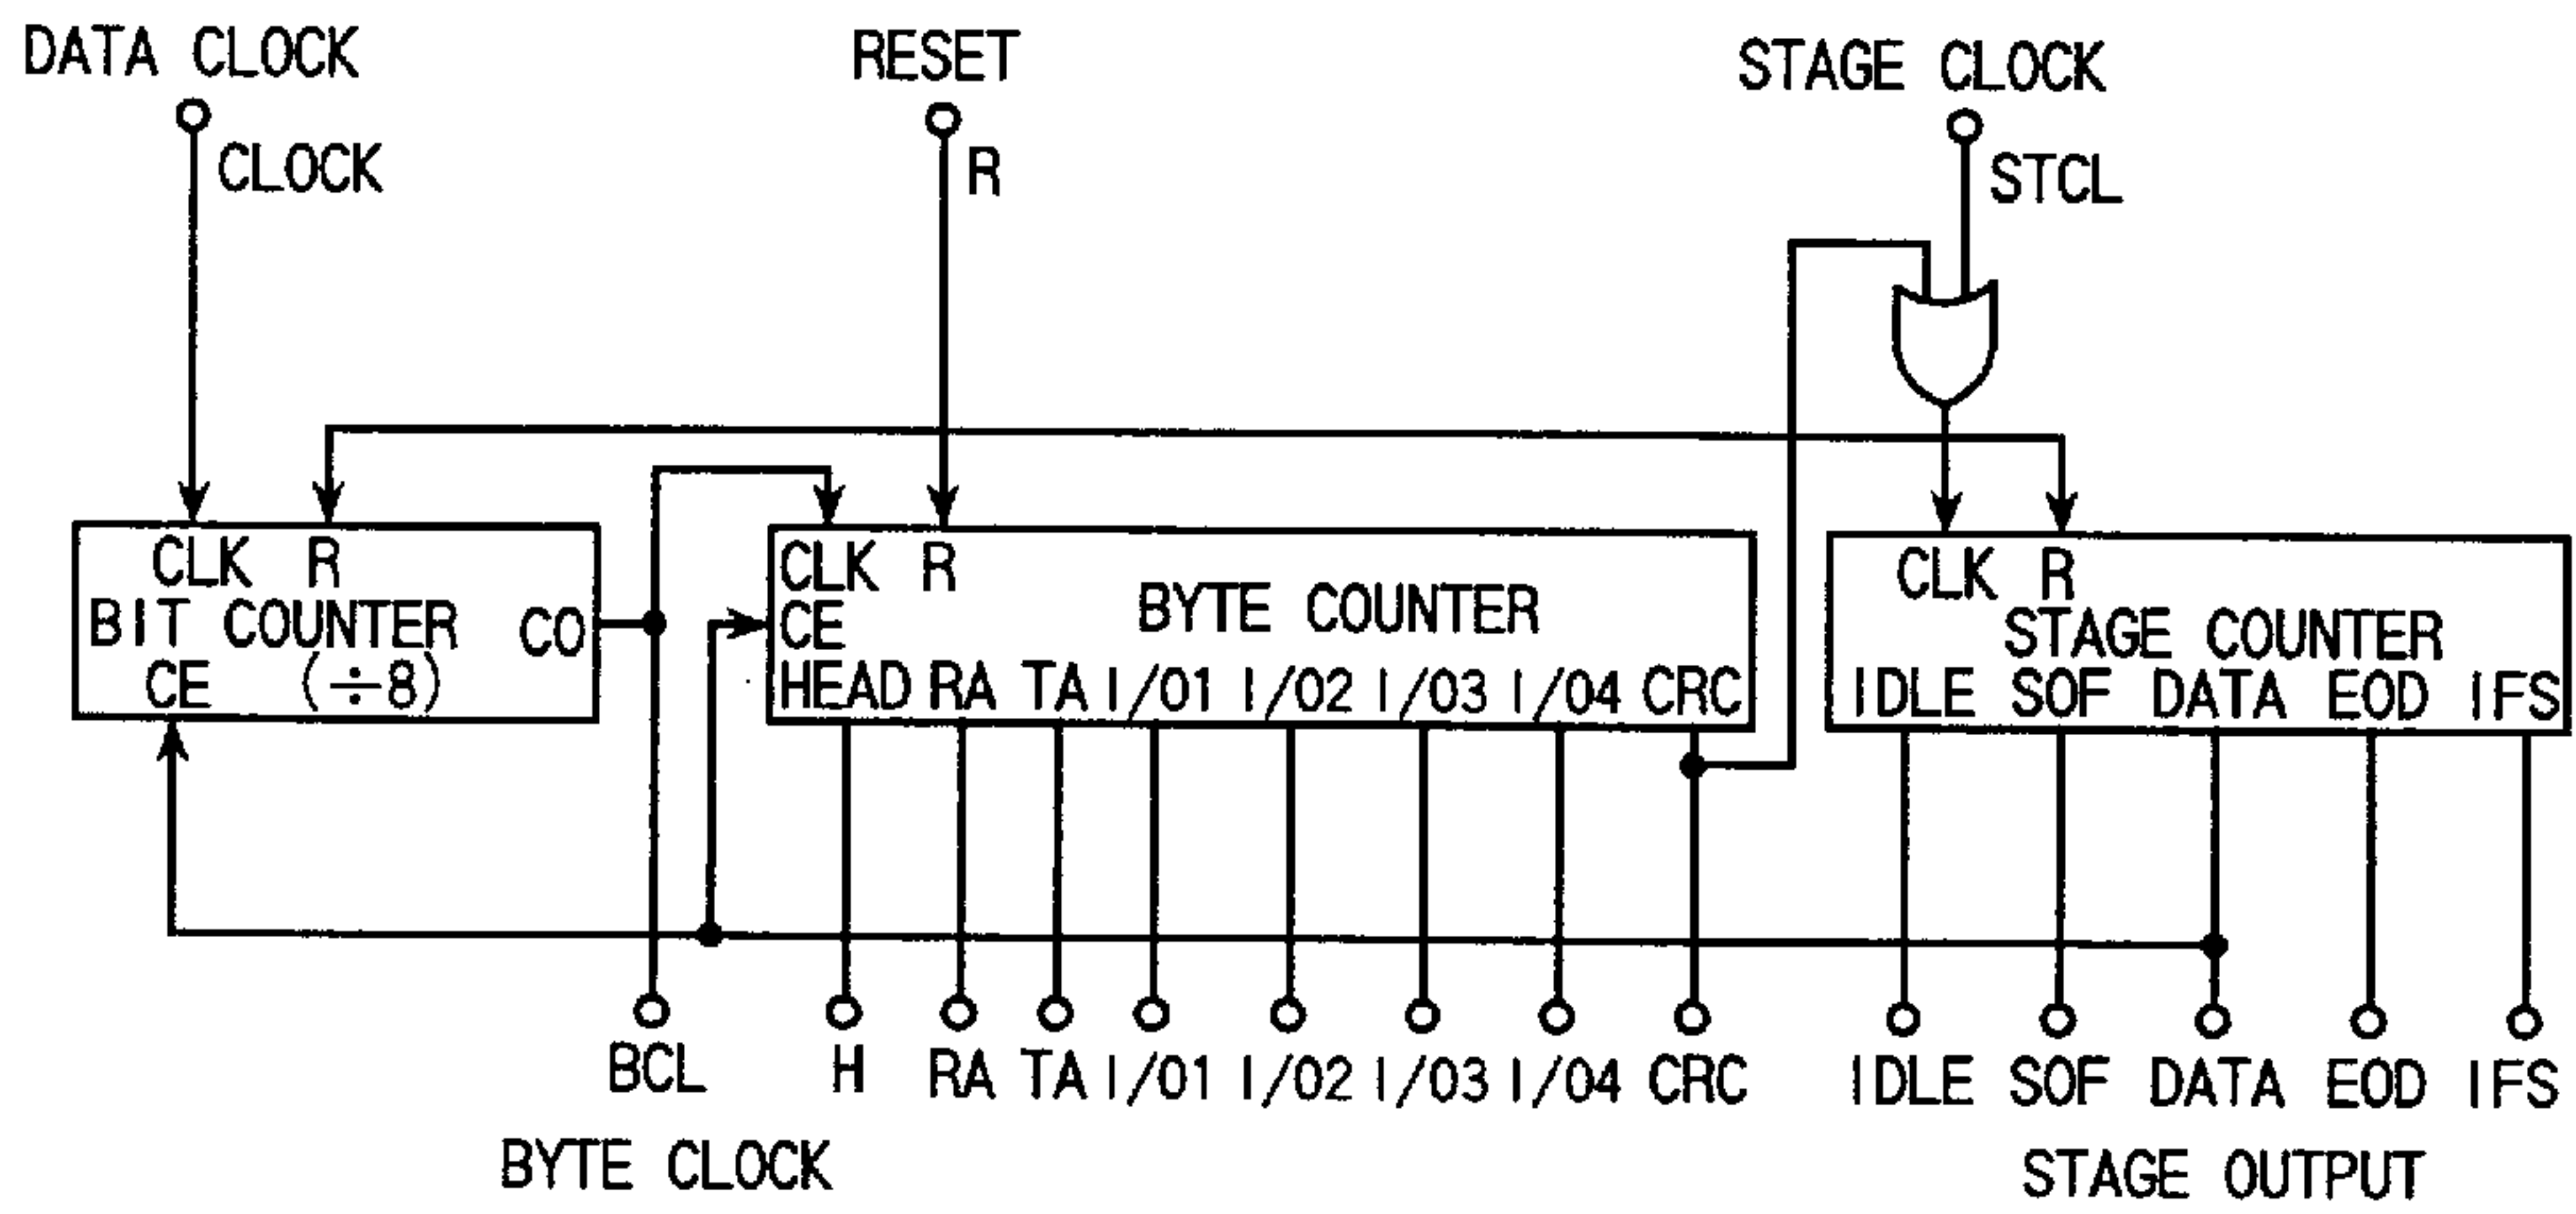 DATA CLOCK
RESET
STAGE CLOCK
CLOCK
R
STCL
CLK R
BIT COUNTER
CO
CE (÷8)
CLK R
CE
BYTE COUNTER
HEAD RA TA I/01 I/02 I/03 I/04 CRC
CLK R
STAGE COUNTER
IDLE SOF DATA EOD IFS
BCL
H
RA
TA
I/01
I/02
I/03
I/04
CRC
IDLE
SOF
DATA
EOD
IFS
BYTE CLOCK
STAGE OUTPUT